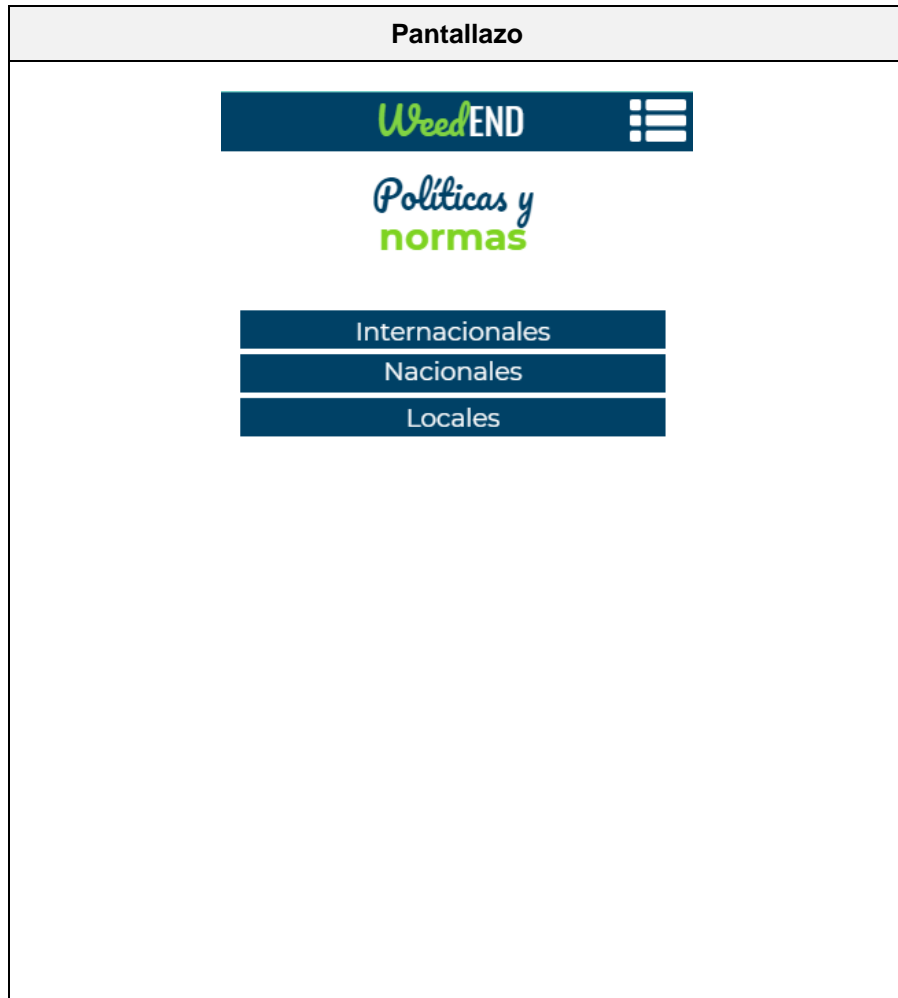 Pantallazo
WeedEND
Políticas y
normas
Internacionales
Nacionales
Locales